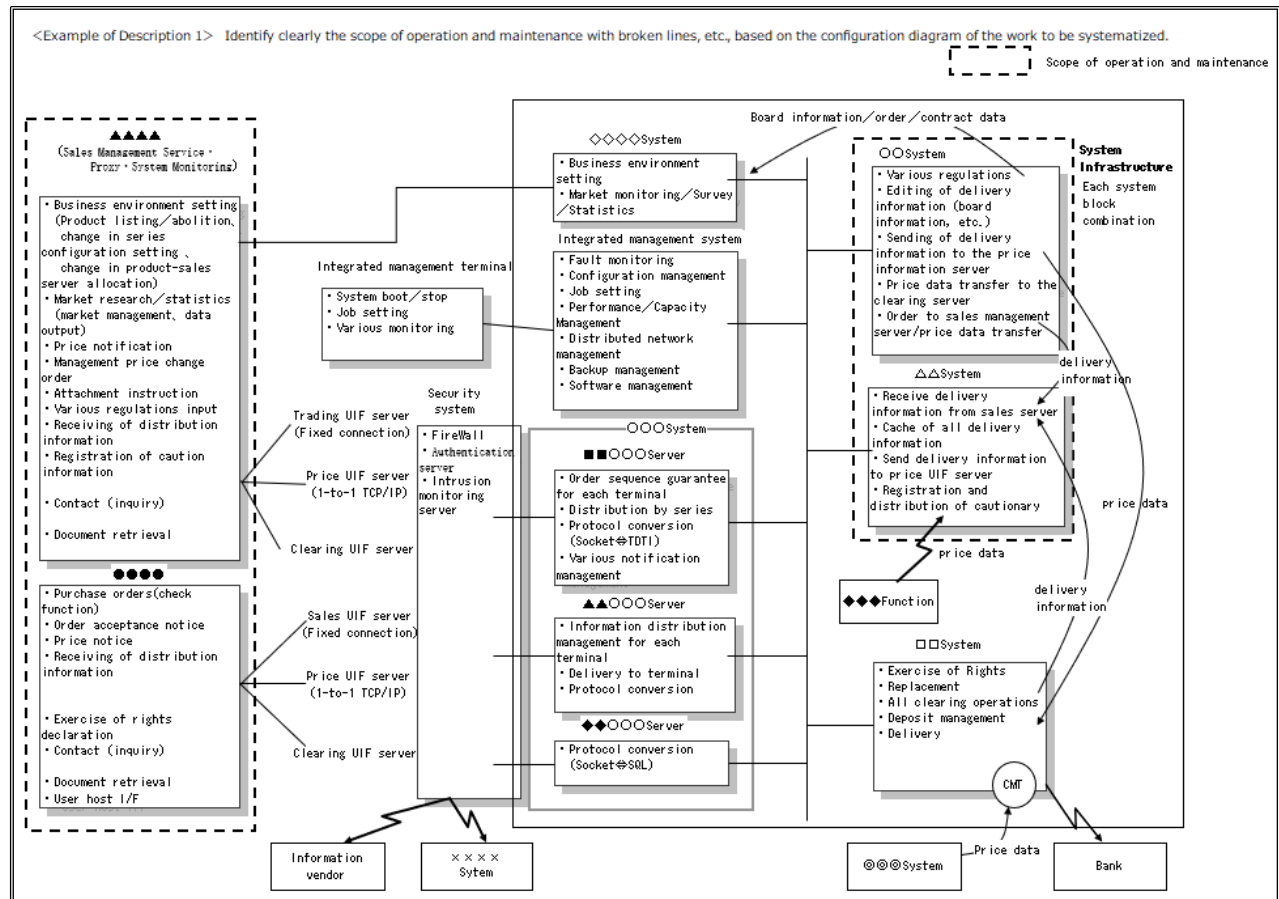 <Example of Description 1> Identify clearly the scope of operation and maintenance with broken lines, etc., based on the configuration diagram of the work to be systematized.
Scope of operation and maintenance
▲▲▲▲
(Sales Management Service・
Proxy・System Monitoring)
・Business environment setting
(Product listing／abolition、
change in series
configuration setting 、
change in product-sales
server allocation)
・Market research／statistics
(market management、data
output)
・Price notification
・Management price change
order
・Attachment instruction
・Various regulations input
・Receiving of distribution
information
・Registration of caution
information
・Contact (inquiry)
・Document retrieval
●●●●
・Purchase orders(check
function)
・Order acceptance notice
・Price notice
・Receiving of distribution
information
・Exercise of rights
declaration
・Contact (inquiry)
・Document retrieval
・User host I/F
Integrated management terminal
・System boot／stop
・Job setting
・Various monitoring
Trading UIF server
(Fixed connection)
Price UIF server
(1-to-1 TCP/IP)
Clearing UIF server
Sales UIF server
(Fixed connection)
Price UIF server
(1-to-1 TCP/IP)
Clearing UIF server
Security
system
・FireWall
・Authentication
server
・Intrusion
monitoring
server
Board information／order／contract data
◇◇◇◇System
・Business environment
setting
・Market monitoring／Survey
／Statistics
Integrated management system
・Fault monitoring
・Configuration management
・Job setting
・Performance／Capacity
Management
・Distributed network
management
・Backup management
・Software management
○○○System
■■○○○Server
・Order sequence guarantee
for each terminal
・Distribution by series
・Protocol conversion
(Socket⇔TDTI)
・Various notification
management
▲▲○○○Server
・Information distribution
management for each
terminal
・Delivery to terminal
・Protocol conversion
◆◆○○○Server
・Protocol conversion
(Socket⇔SQL)
○○System
・Various regulations
・Editing of delivery
information (board
information, etc.)
・Sending of delivery
information to the price
information server
・Price data transfer to the
clearing server
・Order to sales management
server/price data transfer
System
Infrastructure
Each system
block
combination
delivery
information
△△System
・Receive delivery
information from sales server
・Cache of all delivery
information
・Send delivery information
to price UIF server
・Registration and
distribution of cautionary
price data
price data
◆◆◆Function
delivery
information
□□System
・Exercise of Rights
・Replacement
・All clearing operations
・Deposit management
・Delivery
CMT
Information
vendor
××××
Sytem
◎◎◎System
Price data
Bank